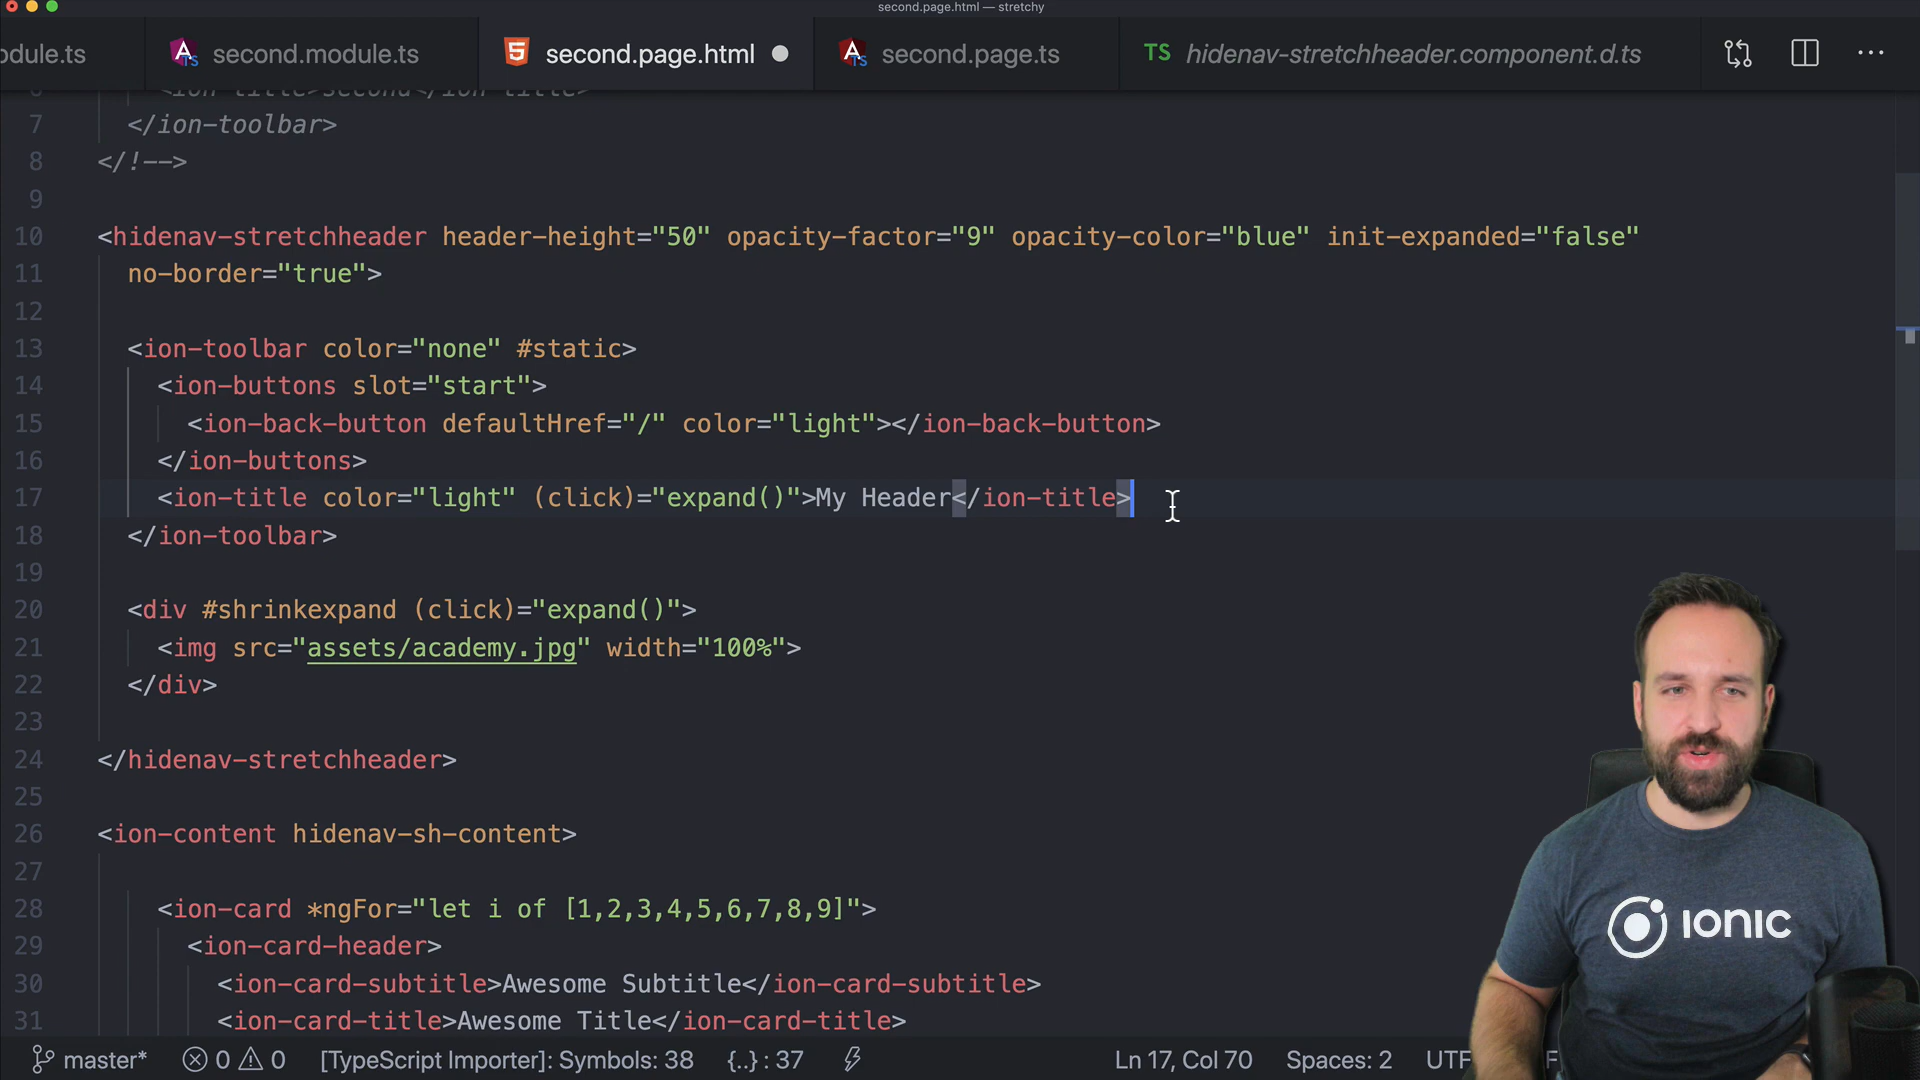 second.page.html — stretchy
odule.ts
second.module.ts
second.page.html
second.page.ts
TS hidenav-stretchheader.component.d.ts
6 <ion-title>second</ion-title>
7 </ion-toolbar>
8 </!-->
9
10 <hidenav-stretchheader header-height="50" opacity-factor="9" opacity-color="blue" init-expanded="false"
11 no-border="true">
12
13 <ion-toolbar color="none" #static>
14 <ion-buttons slot="start">
15 <ion-back-button defaultHref="/" color="light"></ion-back-button>
16 </ion-buttons>
17 <ion-title color="light" (click)="expand()">My Header</ion-title>
18 </ion-toolbar>
19
20 <div #shrinkexpand (click)="expand()">
21 <img src="assets/academy.jpg" width="100%">
22 </div>
23
24 </hidenav-stretchheader>
25
26 <ion-content hidenav-sh-content>
27
28 <ion-card *ngFor="let i of [1,2,3,4,5,6,7,8,9]">
29 <ion-card-header>
30 <ion-card-subtitle>Awesome Subtitle</ion-card-subtitle>
31 <ion-card-title>Awesome Title</ion-card-title>
IONIC
master* 0 0 [TypeScript Importer]: Symbols: 38 {..} : 37 Ln 17, Col 70 Spaces: 2 UTF